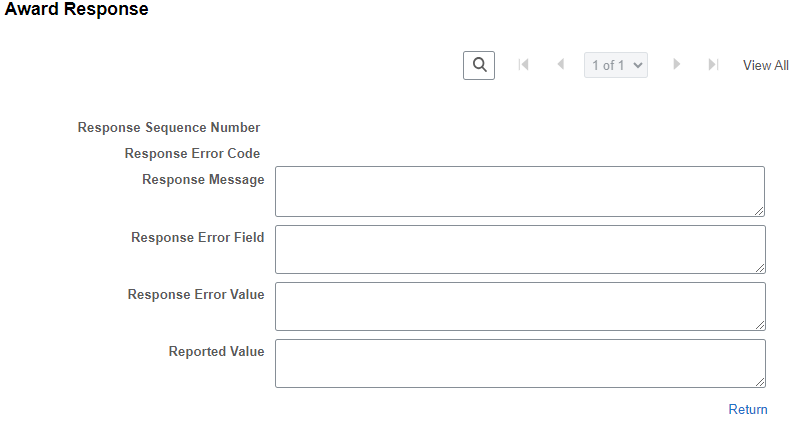 Award Response
1 of 1 View All
Response Sequence Number
Response Error Code
Response Message
Response Error Field
Response Error Value
Reported Value
Return